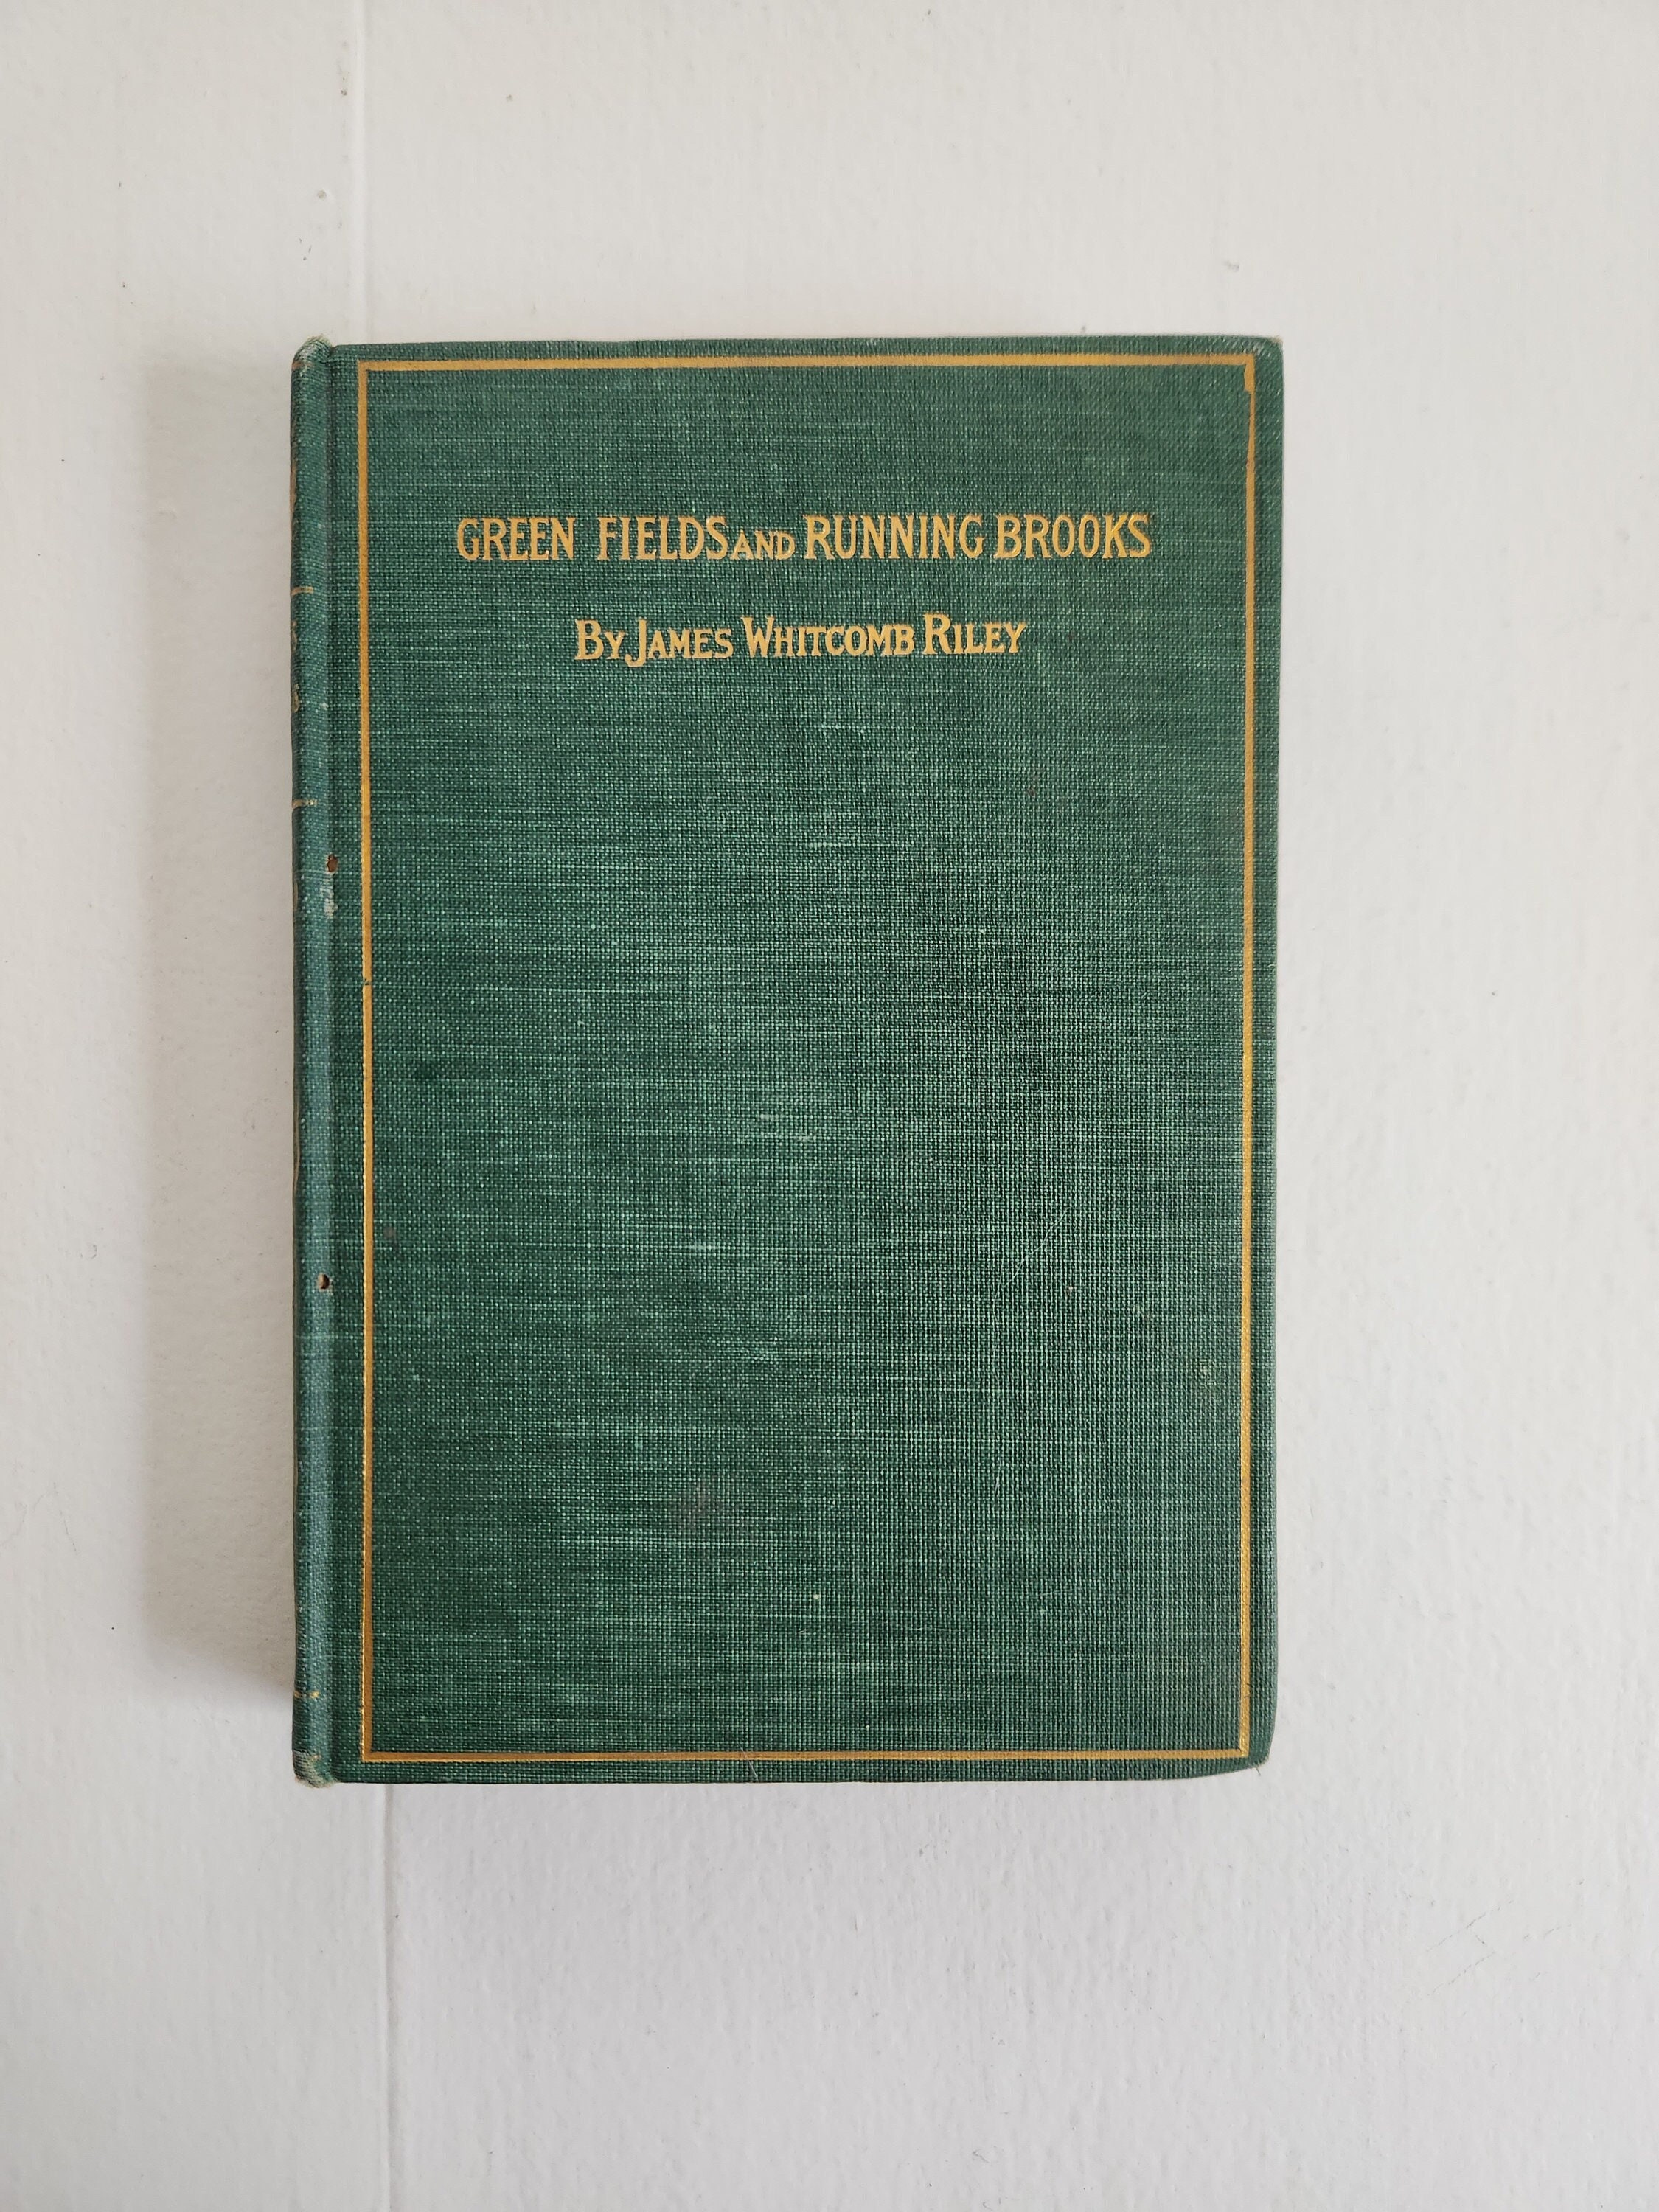 GREEN FIELDS AND RUNNING BROOKS
BY JAMES WHITCOMB RILEY